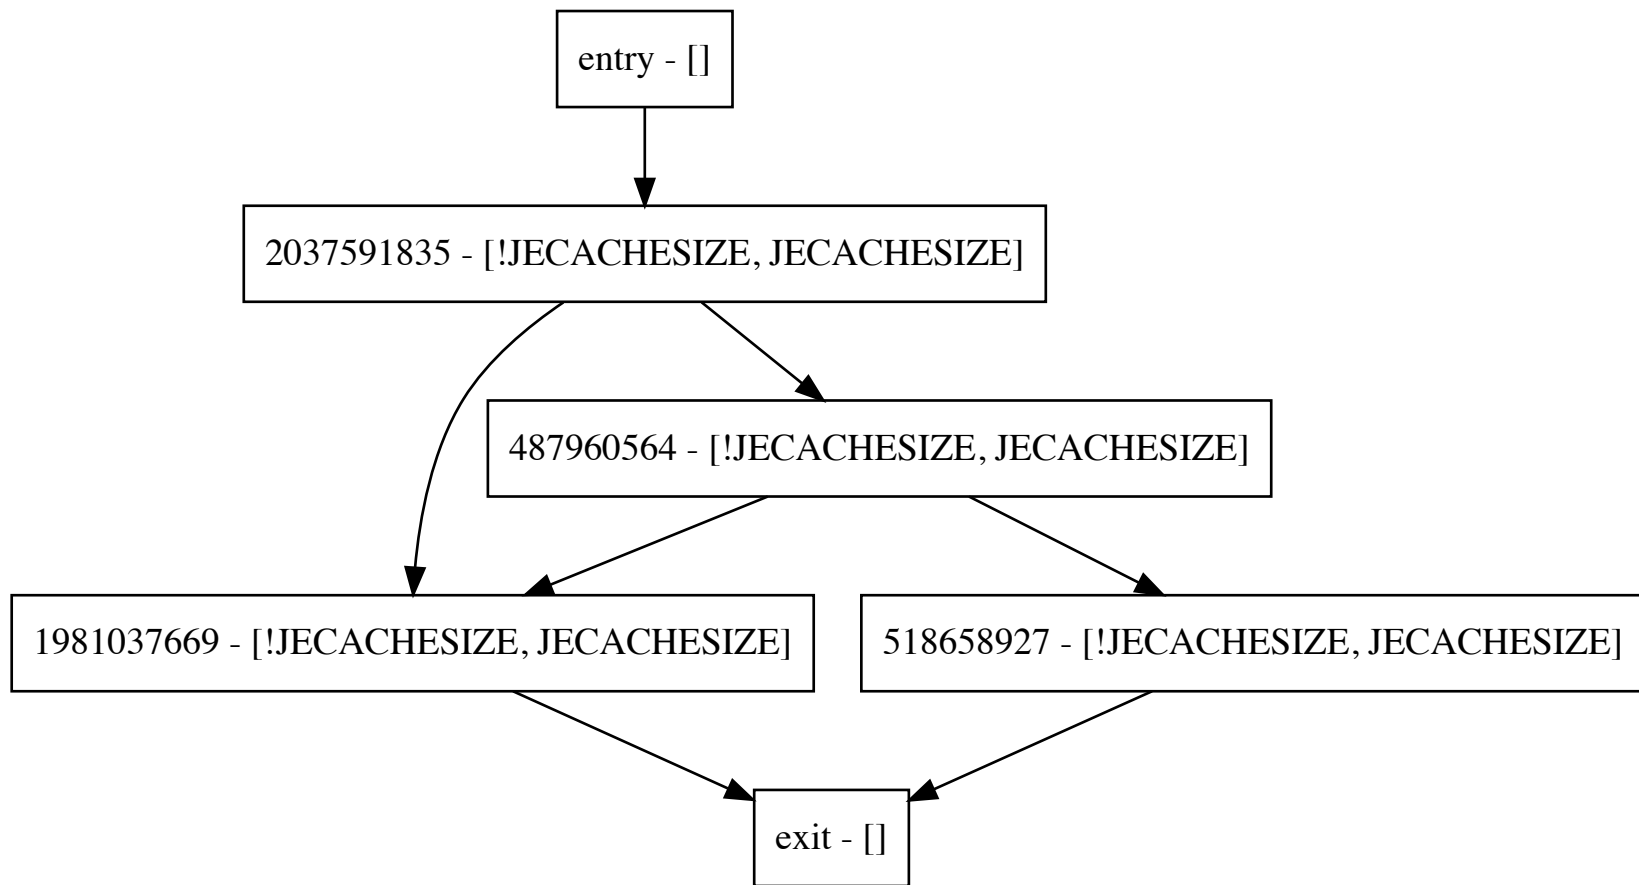 entry - []
2037591835 - [!JECACHESIZE, JECACHESIZE]
487960564 - [!JECACHESIZE, JECACHESIZE]
1981037669 - [!JECACHESIZE, JECACHESIZE]
518658927 - [!JECACHESIZE, JECACHESIZE]
exit - []